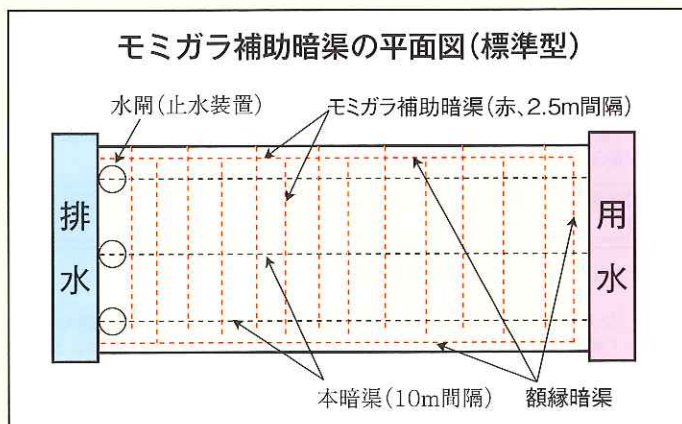 モミガラ補助暗渠の平面図(標準型)
水閘(止水装置)
モミガラ補助暗渠(赤、2.5m間隔)
排水
用水
本暗渠(10m間隔)
額縁暗渠